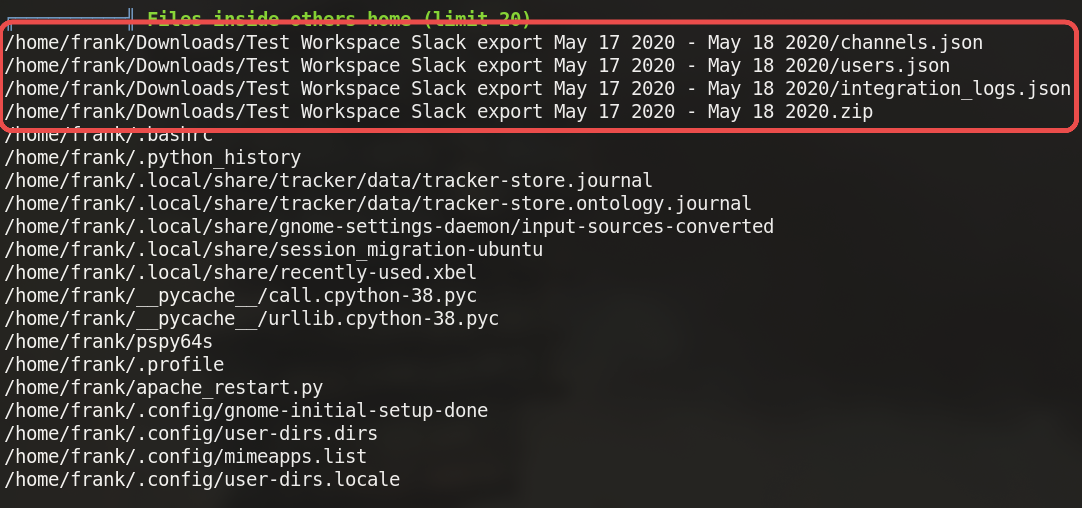 ╔══════════╣ Files inside others home (limit 20)
/home/frank/Downloads/Test Workspace Slack export May 17 2020 - May 18 2020/channels.json
/home/frank/Downloads/Test Workspace Slack export May 17 2020 - May 18 2020/users.json
/home/frank/Downloads/Test Workspace Slack export May 17 2020 - May 18 2020/integration_logs.json
/home/frank/Downloads/Test Workspace Slack export May 17 2020 - May 18 2020.zip
/home/frank/.bashrc
/home/frank/.python_history
/home/frank/.local/share/tracker/data/tracker-store.journal
/home/frank/.local/share/tracker/data/tracker-store.ontology.journal
/home/frank/.local/share/gnome-settings-daemon/input-sources-converted
/home/frank/.local/share/session_migration-ubuntu
/home/frank/.local/share/recently-used.xbel
/home/frank/__pycache__/call.cpython-38.pyc
/home/frank/__pycache__/urllib.cpython-38.pyc
/home/frank/pspy64s
/home/frank/.profile
/home/frank/apache_restart.py
/home/frank/.config/gnome-initial-setup-done
/home/frank/.config/user-dirs.dirs
/home/frank/.config/mimeapps.list
/home/frank/.config/user-dirs.locale